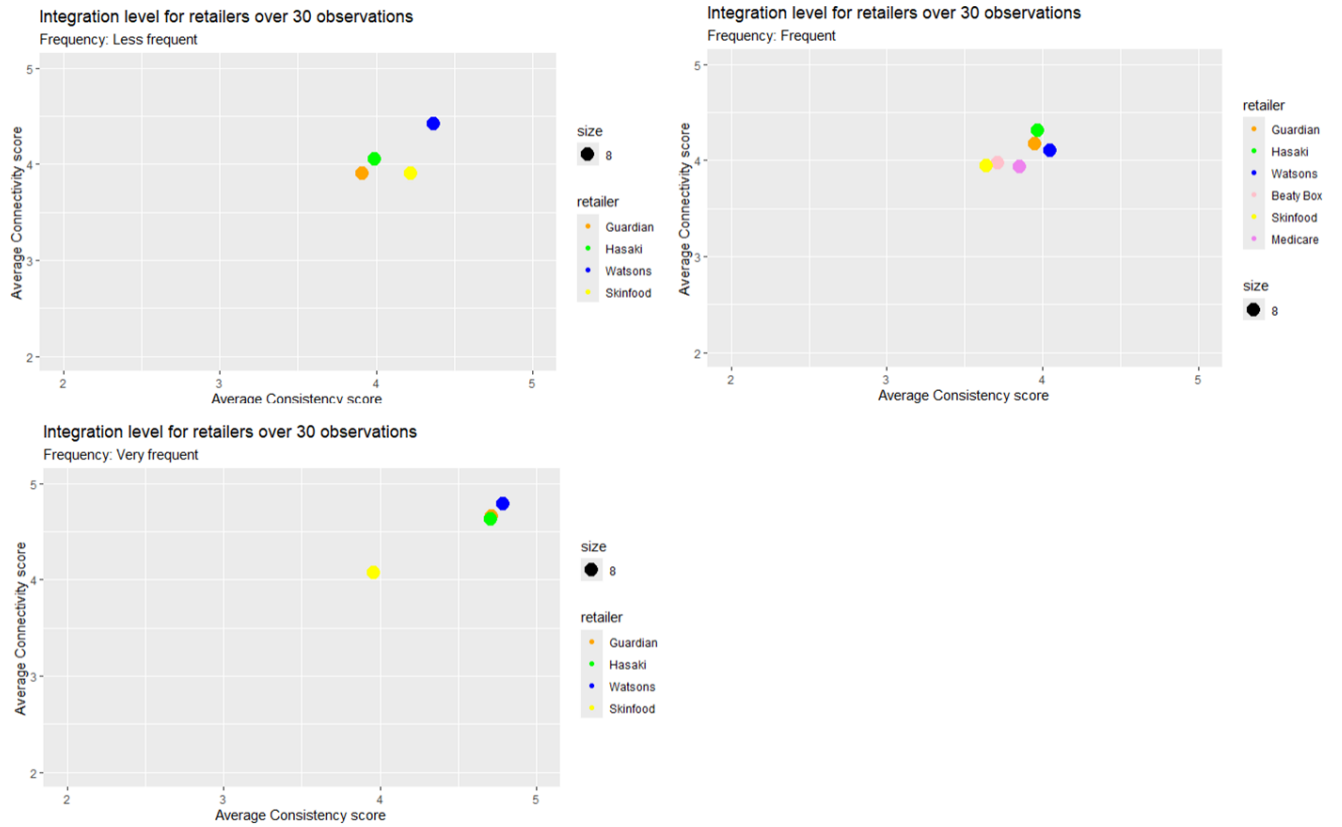 Integration level for retailers over 30 observations
Frequency: Less frequent
5
4
3
2
Average Connectivity score
2 3 4 5
Average Consistency score
size
8
retailer
Guardian
Hasaki
Watsons
Skinfood
Integration level for retailers over 30 observations
Frequency: Frequent
5
4
3
2
Average Connectivity score
2 3 4 5
Average Consistency score
retailer
Guardian
Hasaki
Watsons
Beaty Box
Skinfood
Medicare
size
8
Integration level for retailers over 30 observations
Frequency: Very frequent
5
4
3
2
Average Connectivity score
2 3 4 5
Average Consistency score
size
8
retailer
Guardian
Hasaki
Watsons
Skinfood